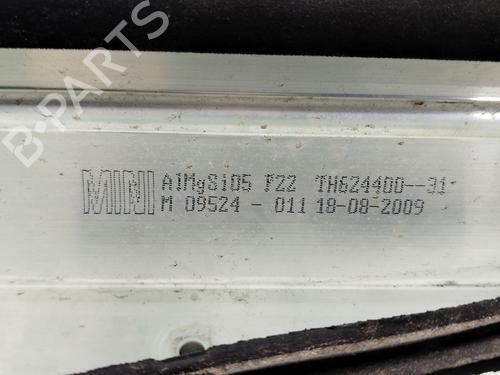 B-PARTS
MINI AlMgSi05 F22 TH624400--31
M 09524 - 011 18-08-2009